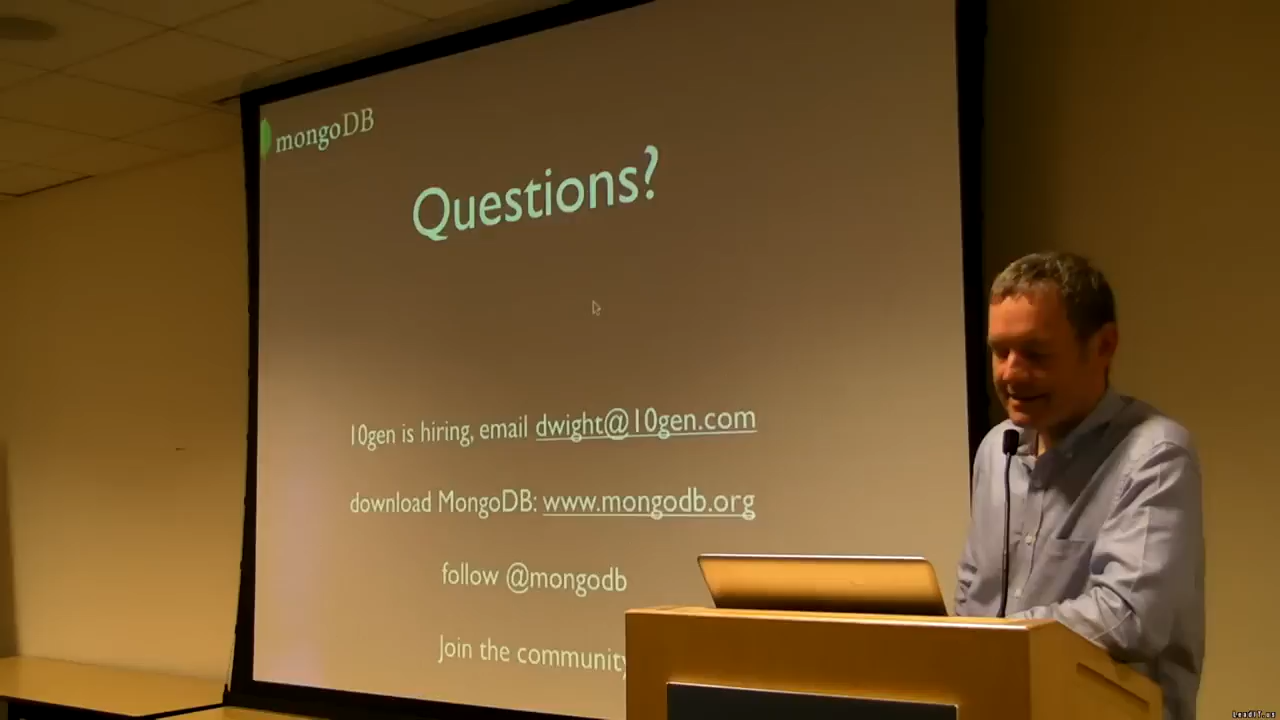 mongoDB
Questions?
10gen is hiring, email dwight@10gen.com
download MongoDB: www.mongodb.org
follow @mongodb
Join the community